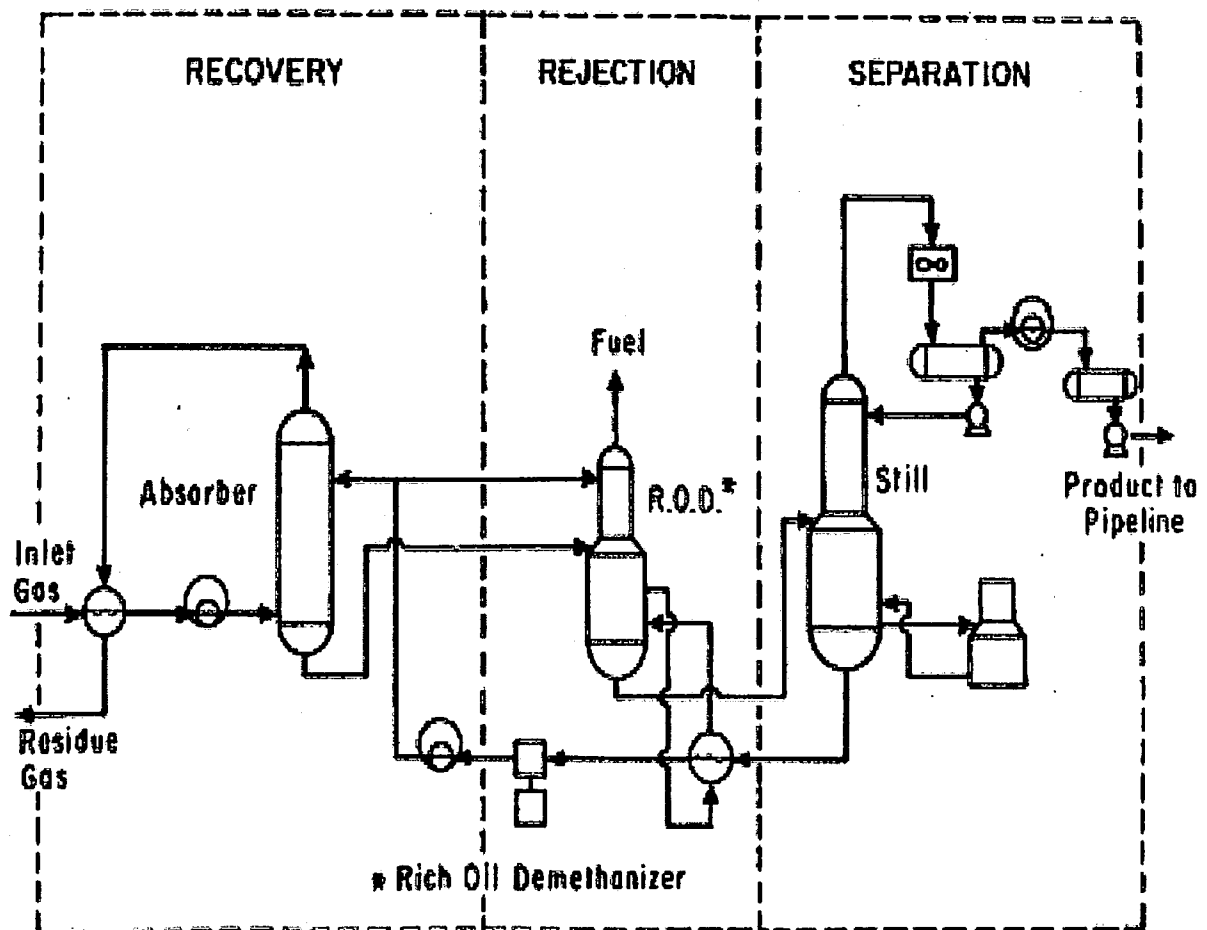 RECOVERY
REJECTION
SEPARATION
Fuel
Absorber
R.O.D.*
Still
Product to
Pipeline
Inlet
Gas
Residue
Gas
* Rich Oil Demethanizer